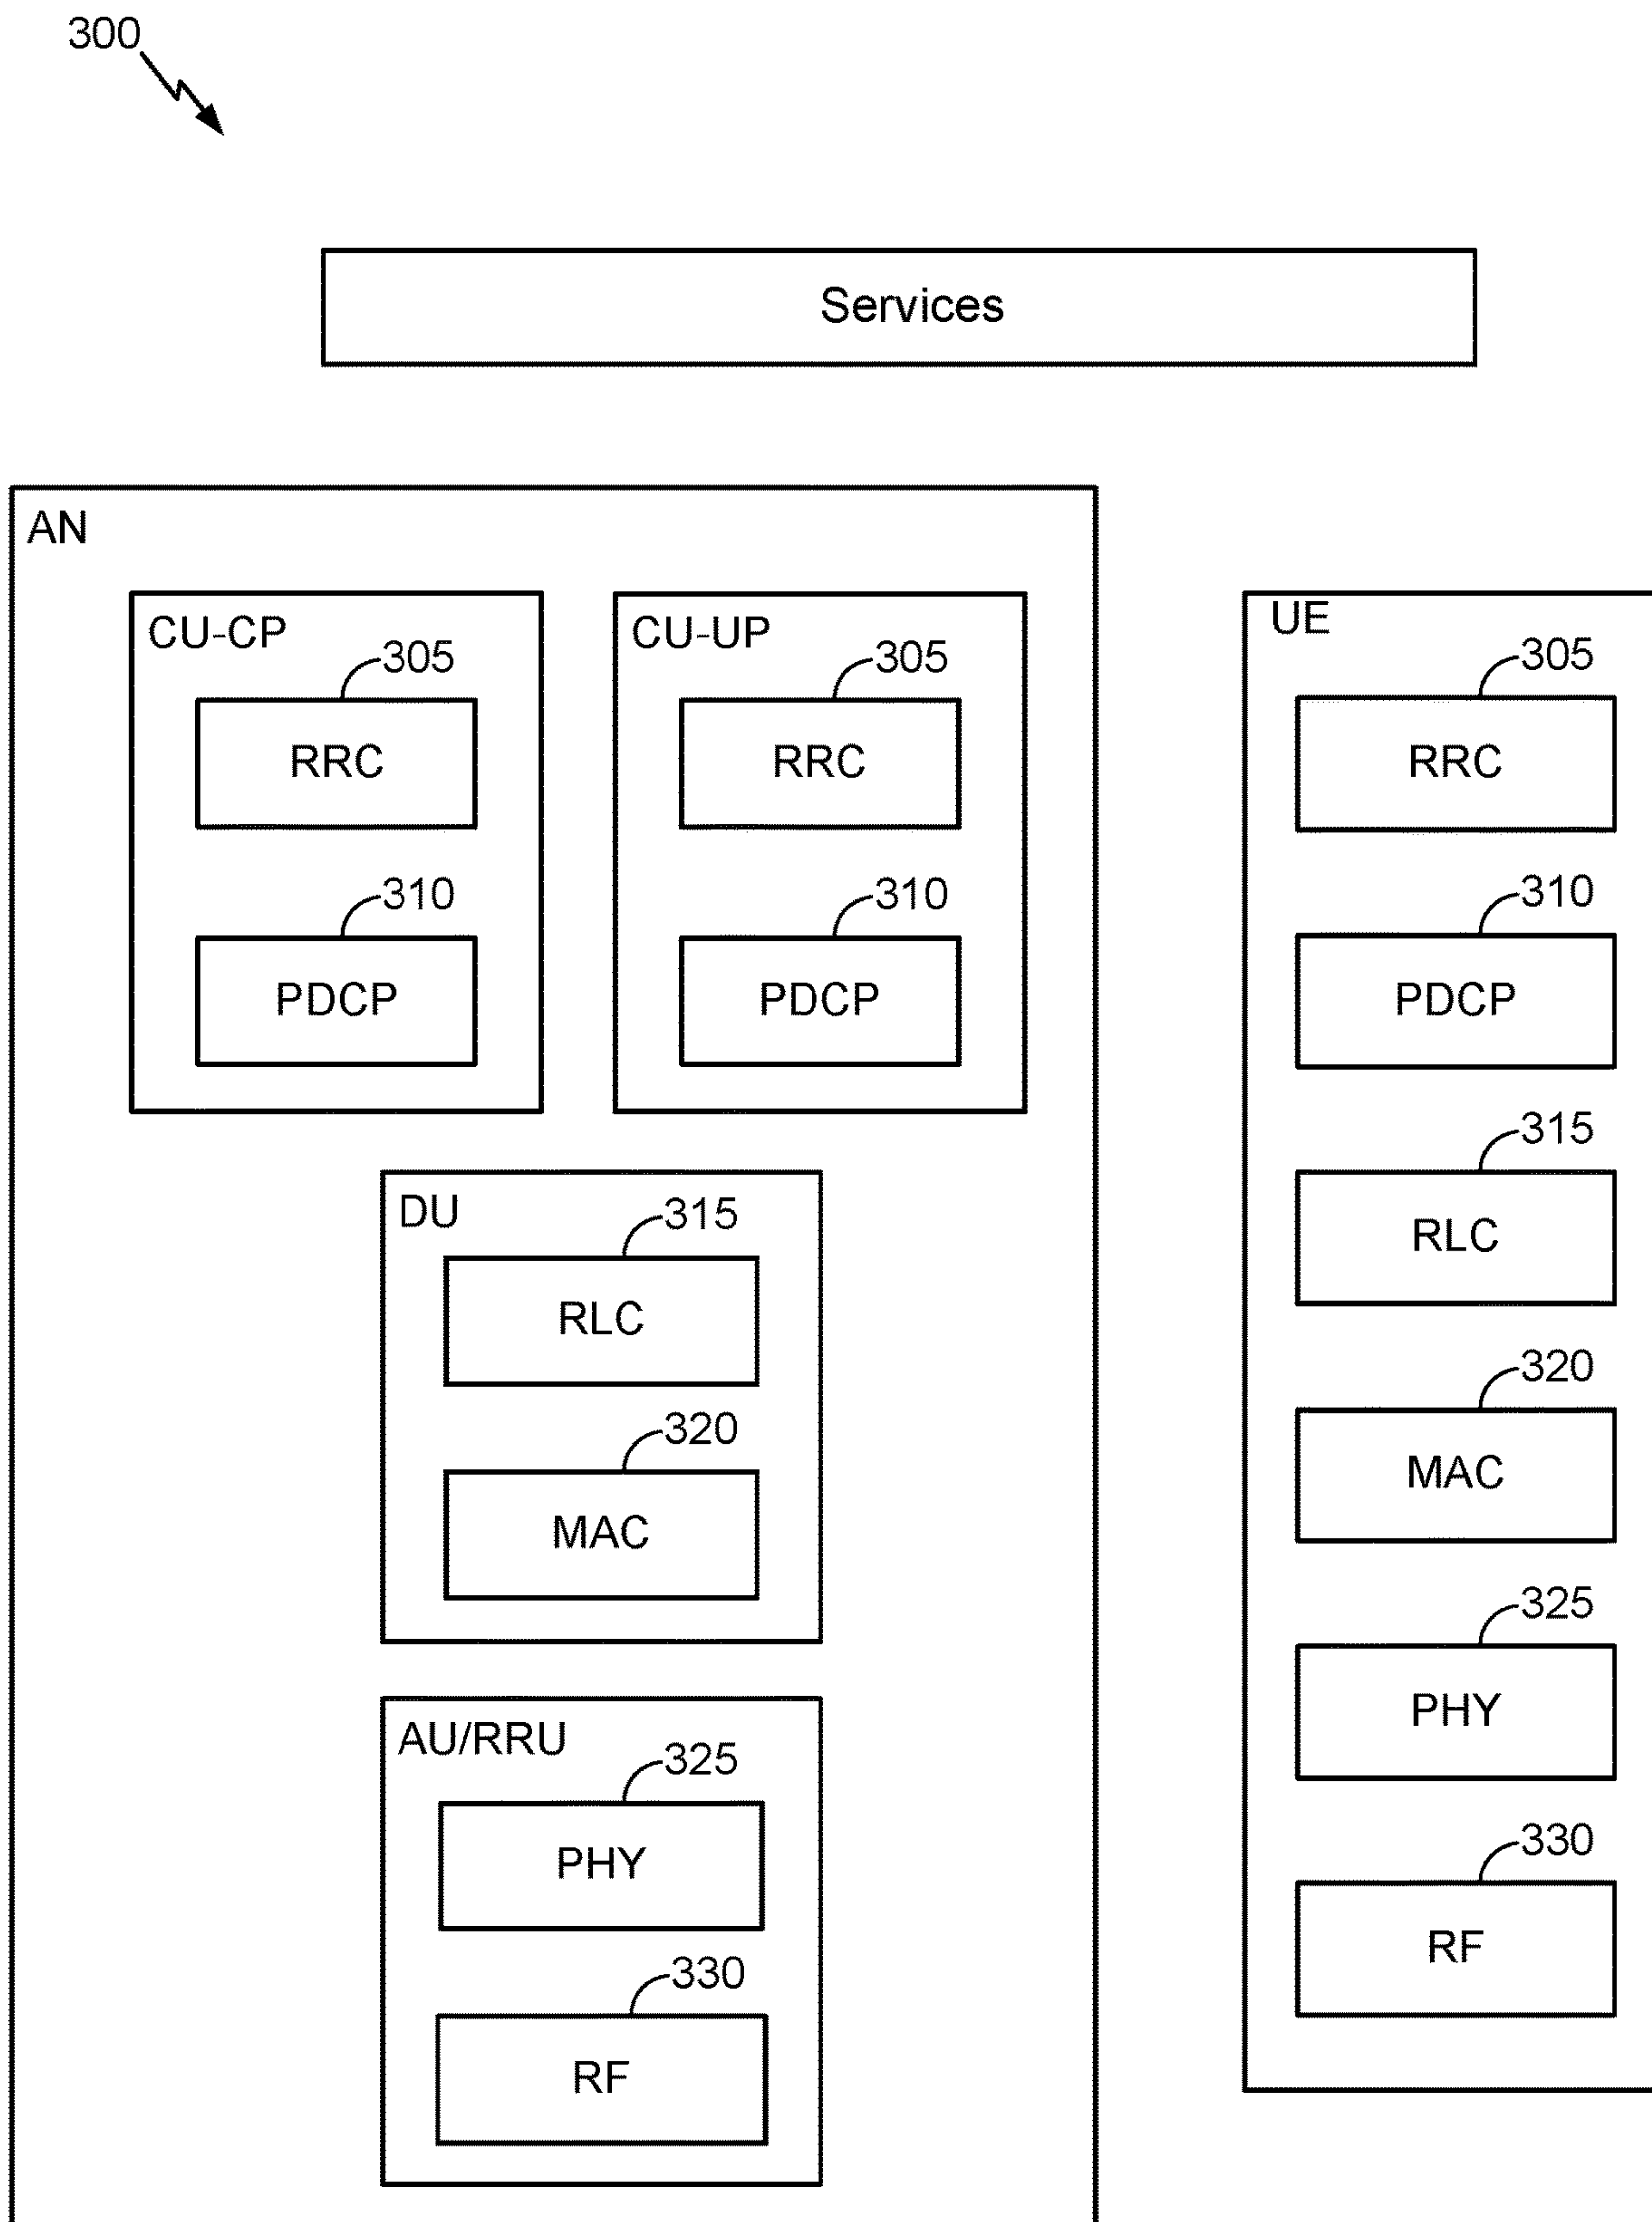 300
Services
AN
CU-CP
305
RRC
310
PDCP
CU-UP
305
RRC
310
PDCP
DU
315
RLC
320
MAC
AU/RRU
325
PHY
330
RF
UE
305
RRC
310
PDCP
315
RLC
320
MAC
325
PHY
330
RF